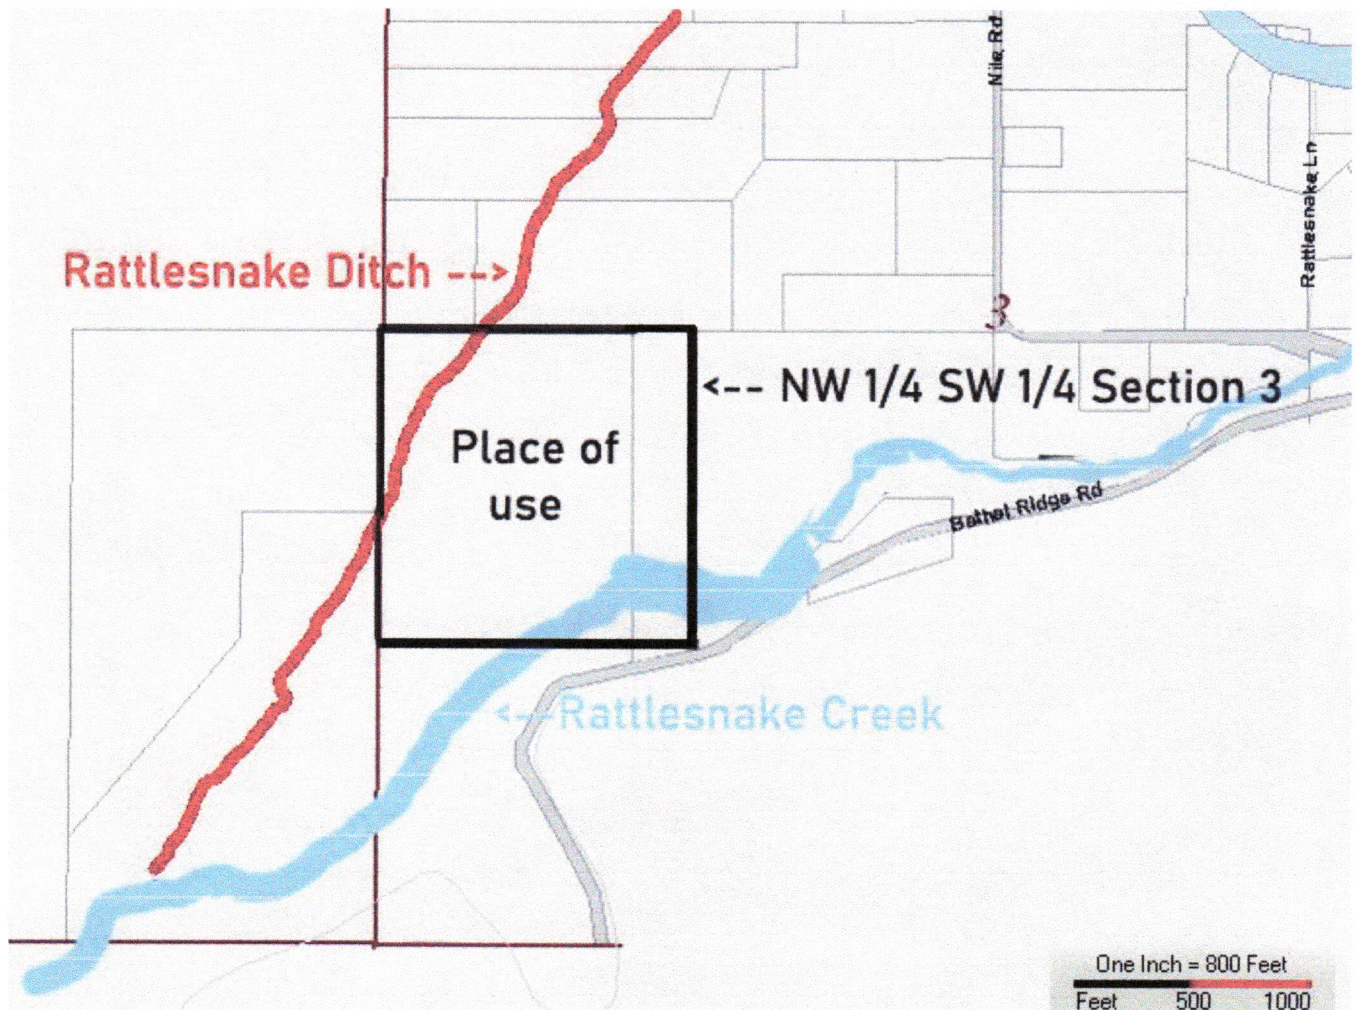 Nile Rd
Rattlesnake Ln
Rattlesnake Ditch -->
3
<-- NW 1/4 SW 1/4 Section 3
Place of
use
Bethel Ridge Rd
<--Rattlesnake Creek
One Inch = 800 Feet
Feet 500 1000